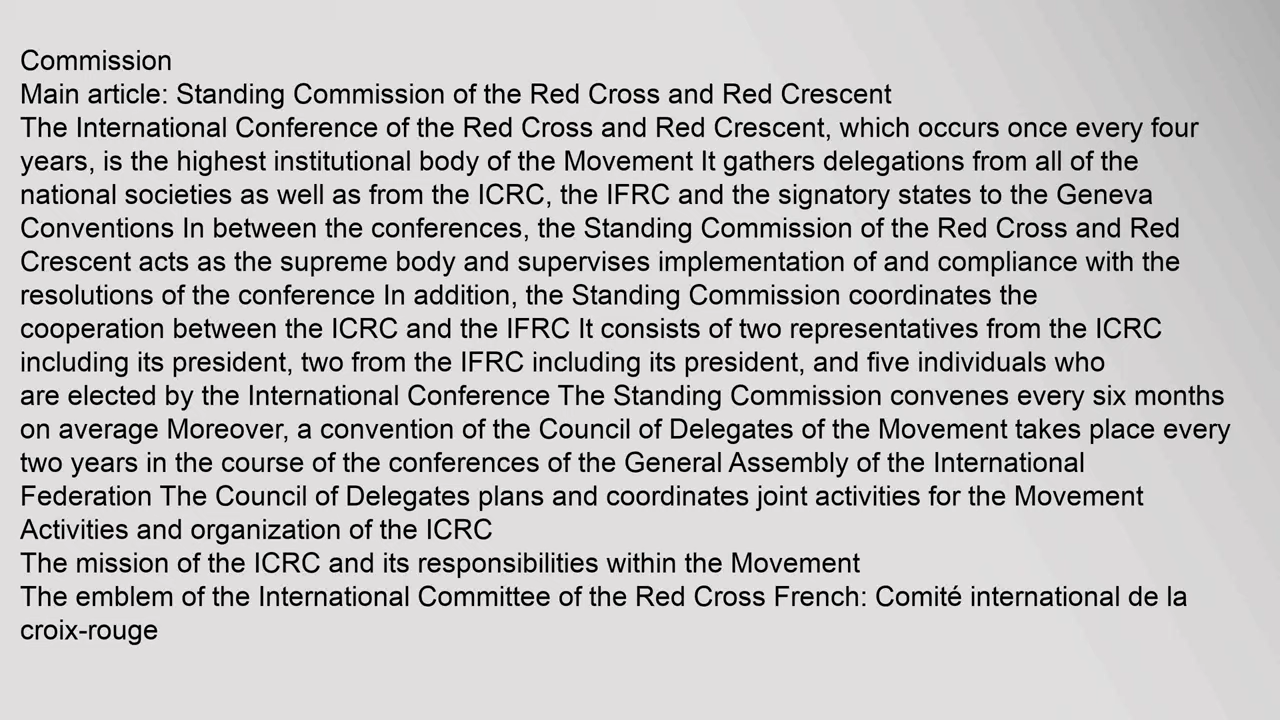 Commission
Main article: Standing Commission of the Red Cross and Red Crescent
The International Conference of the Red Cross and Red Crescent, which occurs once every four
years, is the highest institutional body of the Movement It gathers delegations from all of the
national societies as well as from the ICRC, the IFRC and the signatory states to the Geneva
Conventions In between the conferences, the Standing Commission of the Red Cross and Red
Crescent acts as the supreme body and supervises implementation of and compliance with the
resolutions of the conference In addition, the Standing Commission coordinates the
cooperation between the ICRC and the IFRC It consists of two representatives from the ICRC
including its president, two from the IFRC including its president, and five individuals who
are elected by the International Conference The Standing Commission convenes every six months
on average Moreover, a convention of the Council of Delegates of the Movement takes place every
two years in the course of the conferences of the General Assembly of the International
Federation The Council of Delegates plans and coordinates joint activities for the Movement
Activities and organization of the ICRC
The mission of the ICRC and its responsibilities within the Movement
The emblem of the International Committee of the Red Cross French: Comité international de la
croix-rouge